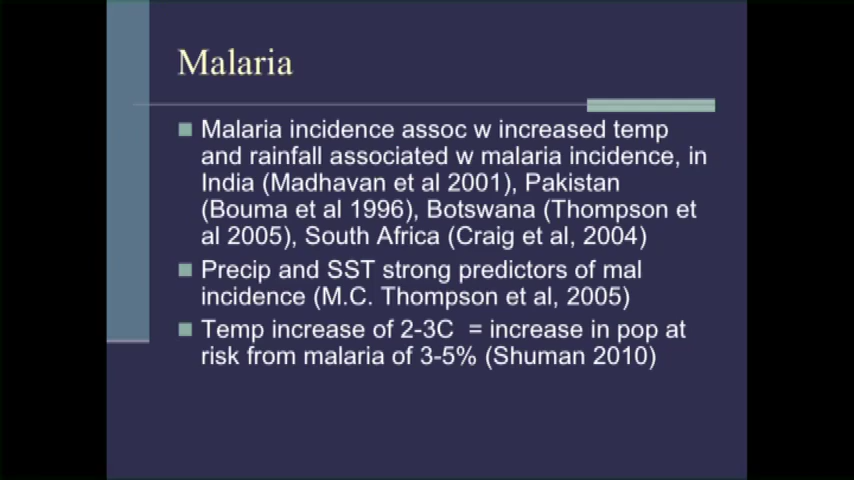 Malaria
Malaria incidence assoc w increased temp
and rainfall associated w malaria incidence, in
India (Madhavan et al 2001), Pakistan
(Bouma et al 1996), Botswana (Thompson et
al 2005), South Africa (Craig et al, 2004)
Precip and SST strong predictors of mal
incidence (M.C. Thompson et al, 2005)
Temp increase of 2-3C = increase in pop at
risk from malaria of 3-5% (Shuman 2010)